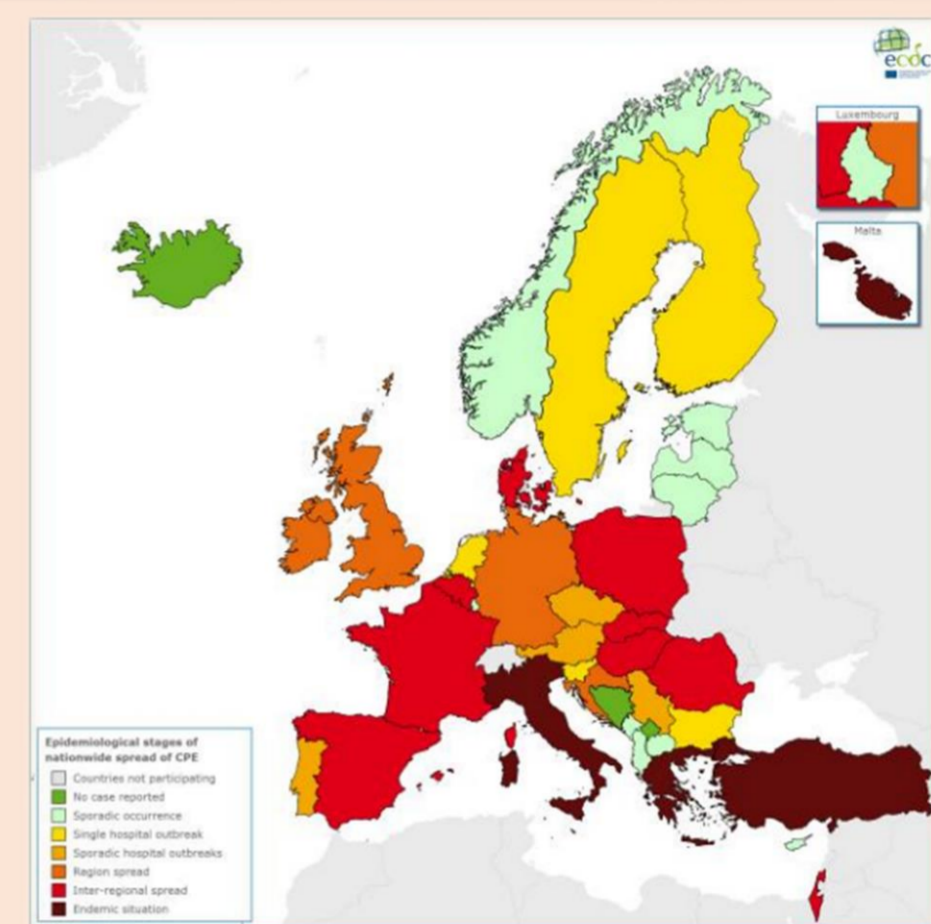 ecdc
Luxembourg
Malta
Epidemiological stages of
nationwide spread of CPE
Countries not participating
No case reported
Sporadic occurrence
Single hospital outbreak
Sporadic hospital outbreaks
Region spread
Inter-regional spread
Endemic situation